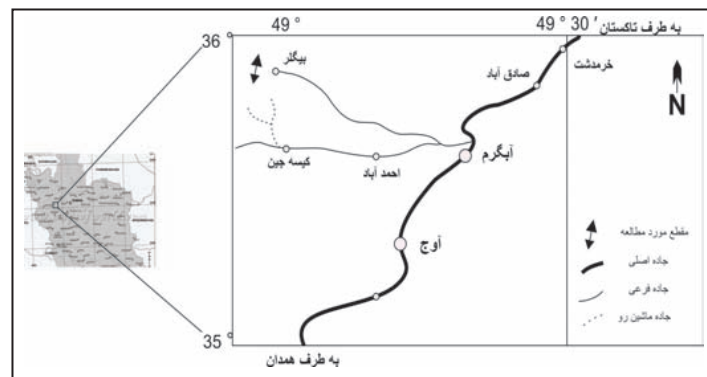 49 °
49 ° 30 ′
به طرف تاکستان
36 °
بیگلر
خرمدشت
صادق آباد
N
آبگرم
کیسه جین
احمد آباد
آوج
مقطع مورد مطالعه
جاده اصلی
جاده فرعی
جاده ماشین رو
35 °
به طرف همدان